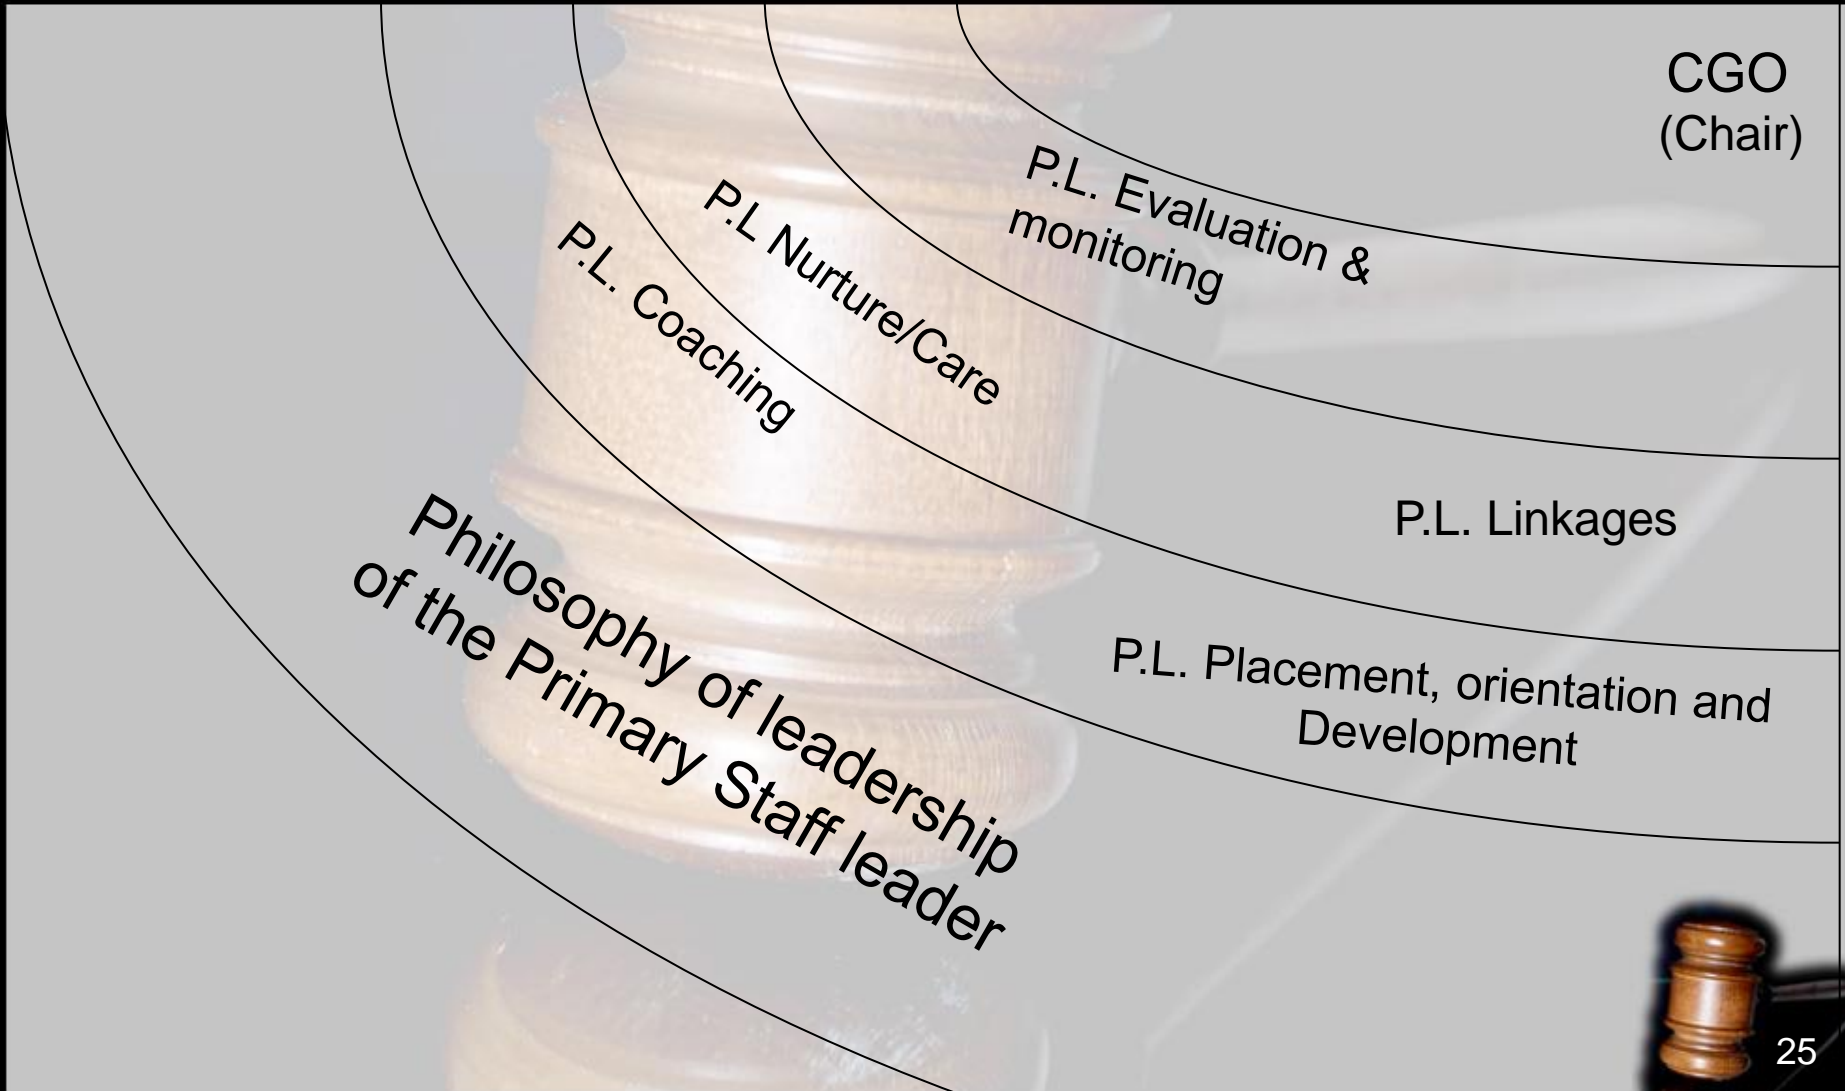 CGO
(Chair)
P.L. Evaluation &
monitoring
P.L Nurture/Care
P.L. Coaching
P.L. Linkages
P.L. Placement, orientation and
Development
Philosophy of leadership
of the Primary Staff leader
25